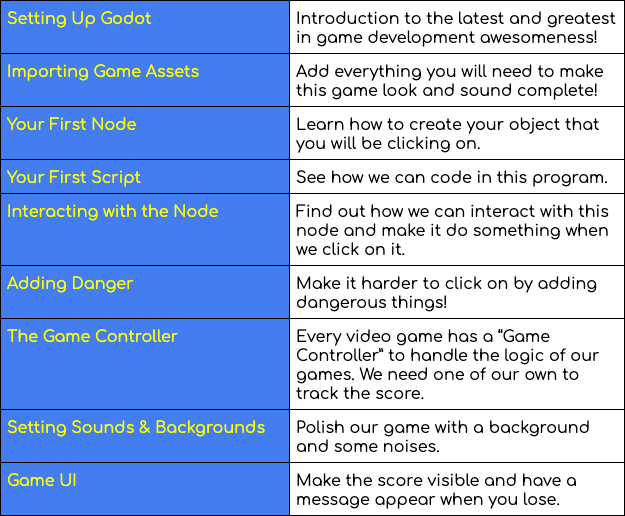 Setting Up Godot
Introduction to the latest and greatest
in game development awesomeness!
Importing Game Assets
Add everything you will need to make
this game look and sound complete!
Your First Node
Learn how to create your object that
you will be clicking on.
Your First Script
See how we can code in this program.
Interacting with the Node
Find out how we can interact with this
node and make it do something when
we click on it.
Adding Danger
Make it harder to click on by adding
dangerous things!
The Game Controller
Every video game has a “Game
Controller” to handle the logic of our
games. We need one of our own to
track the score.
Setting Sounds & Backgrounds
Polish our game with a background
and some noises.
Game UI
Make the score visible and have a
message appear when you lose.